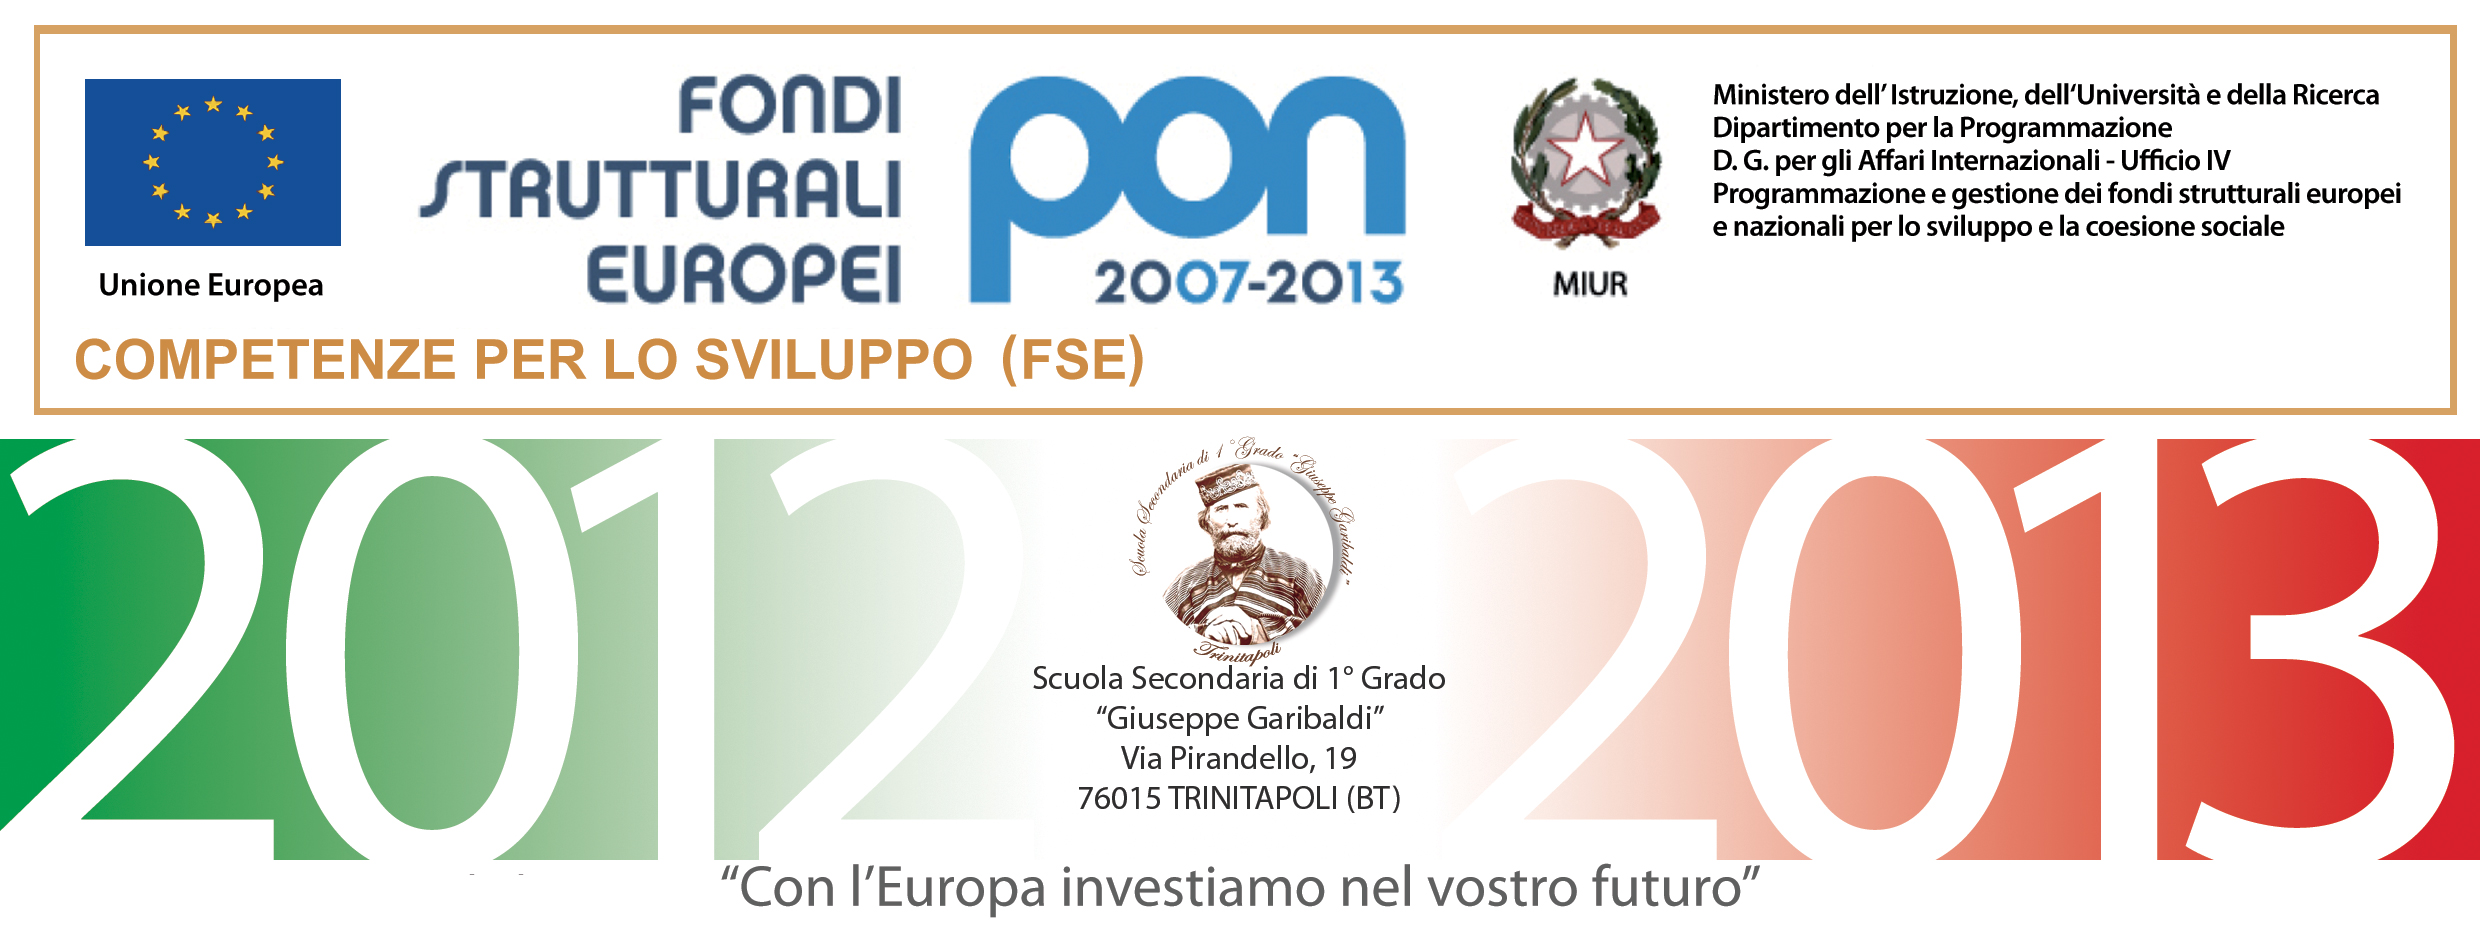 Unione Europea
FONDI
STRUTTURALI
EUROPEI
pon
2007-2013
MIUR
Ministero dell’ Istruzione, dell‘Università e della Ricerca
Dipartimento per la Programmazione
D. G. per gli Affari Internazionali - Ufficio IV
Programmazione e gestione dei fondi strutturali europei
e nazionali per lo sviluppo e la coesione sociale
COMPETENZE PER LO SVILUPPO (FSE)
2012
2013
Scuola Secondaria di 1° Grado "Giuseppe Garibaldi"
Trinitapoli
Scuola Secondaria di 1° Grado
“Giuseppe Garibaldi”
Via Pirandello, 19
76015 TRINITAPOLI (BT)
“Con l’Europa investiamo nel vostro futuro”